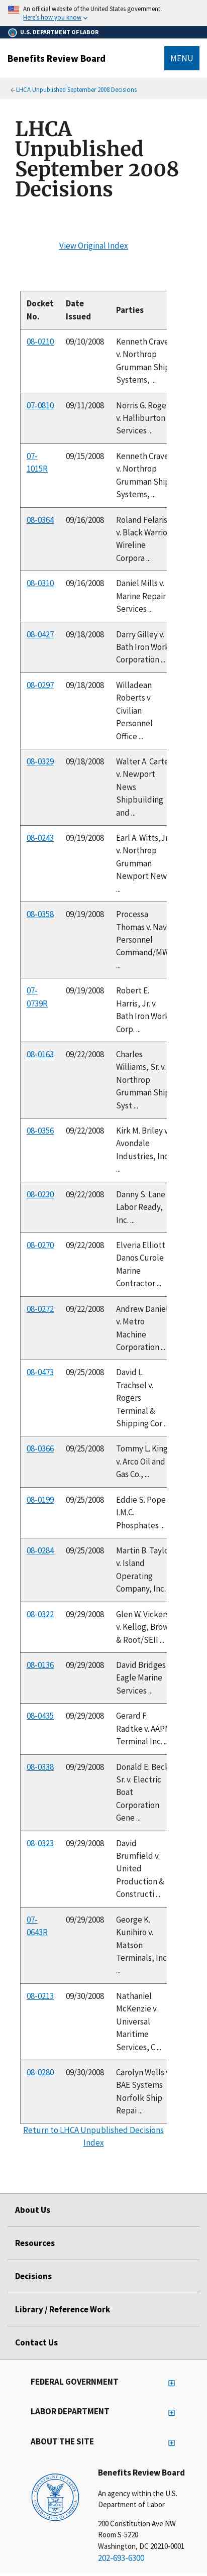 An official website of the United States government.
Here's how you know
U.S. DEPARTMENT OF LABOR
Benefits Review Board
MENU
LHCA Unpublished September 2008 Decisions
LHCA
Unpublished
September 2008
Decisions
View Original Index
Docket No. Date Issued Parties
08-0210 09/10/2008 Kenneth Crave
v. Northrop
Grumman Ship
Systems, ...
07-0810 09/11/2008 Norris G. Roge
v. Halliburton
Services ...
07-1015R 09/15/2008 Kenneth Crave
v. Northrop
Grumman Ship
Systems, ...
08-0364 09/16/2008 Roland Felaris
v. Black Warrio
Wireline
Corpora ...
08-0310 09/16/2008 Daniel Mills v.
Marine Repair
Services ...
08-0427 09/18/2008 Darry Gilley v.
Bath Iron Work
Corporation ...
08-0297 09/18/2008 Willadean
Roberts v.
Civilian
Personnel
Office ...
08-0329 09/18/2008 Walter A. Carte
v. Newport
News
Shipbuilding
and ...
08-0243 09/19/2008 Earl A. Witts,Jr
v. Northrop
Grumman
Newport New
...
08-0358 09/19/2008 Processa
Thomas v. Nav
Personnel
Command/MW
...
07-0739R 09/19/2008 Robert E.
Harris, Jr. v.
Bath Iron Work
Corp. ...
08-0163 09/22/2008 Charles
Williams, Sr. v.
Northrop
Grumman Ship
Syst ...
08-0356 09/22/2008 Kirk M. Briley v
Avondale
Industries, Inc
...
08-0230 09/22/2008 Danny S. Lane
Labor Ready,
Inc. ...
08-0270 09/22/2008 Elveria Elliott
Danos Curole
Marine
Contractor ...
08-0272 09/22/2008 Andrew Daniel
v. Metro
Machine
Corporation ...
08-0473 09/25/2008 David L.
Trachsel v.
Rogers
Terminal &
Shipping Cor ...
08-0366 09/25/2008 Tommy L. King
v. Arco Oil and
Gas Co., ...
08-0199 09/25/2008 Eddie S. Pope
I.M.C.
Phosphates ...
08-0284 09/25/2008 Martin B. Taylo
v. Island
Operating
Company, Inc.
08-0322 09/29/2008 Glen W. Vickers
v. Kellog, Brow
& Root/SEII ...
08-0136 09/29/2008 David Bridges
Eagle Marine
Services ...
08-0435 09/29/2008 Gerard F.
Radtke v. AAPM
Terminal Inc. ...
08-0338 09/29/2008 Donald E. Beck
Sr. v. Electric
Boat
Corporation
Gene ...
08-0323 09/29/2008 David
Brumfield v.
United
Production &
Constructi ...
07-0643R 09/29/2008 George K.
Kunihiro v.
Matson
Terminals, Inc
...
08-0213 09/30/2008 Nathaniel
McKenzie v.
Universal
Maritime
Services, C ...
08-0280 09/30/2008 Carolyn Wells v
BAE Systems
Norfolk Ship
Repai ...
Return to LHCA Unpublished Decisions
Index
About Us
Resources
Decisions
Library / Reference Work
Contact Us
FEDERAL GOVERNMENT
LABOR DEPARTMENT
ABOUT THE SITE
Benefits Review Board
An agency within the U.S.
Department of Labor
200 Constitution Ave NW
Room S-5220
Washington, DC 20210-0001
202-693-6300